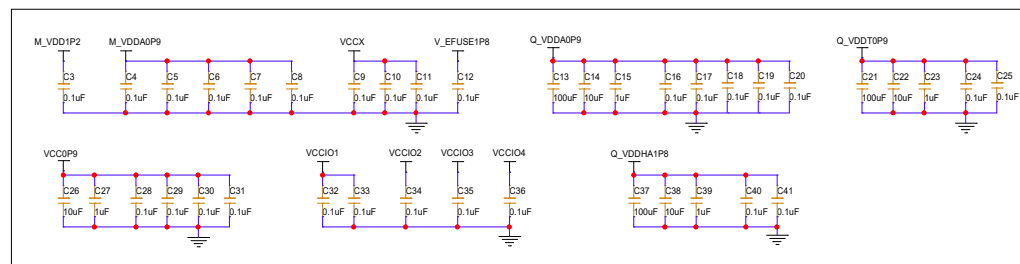 M_VDD1P2 M_VDDA0P9 VCCX V_EFUSE1P8 Q_VDDA0P9 Q_VDDT0P9
C3 C4 C5 C6 C7 C8 C9 C10 C11 C12 C13 C14 C15 C16 C17 C18 C19 C20 C21 C22 C23 C24 C25
0.1uF 0.1uF 0.1uF 0.1uF 0.1uF 0.1uF 0.1uF 0.1uF 0.1uF 0.1uF 100uF 10uF 1uF 0.1uF 0.1uF 0.1uF 0.1uF 0.1uF 100uF 10uF 1uF 0.1uF 0.1uF
VCC0P9 VCCIO1 VCCIO2 VCCIO3 VCCIO4 Q_VDDHA1P8
C26 C27 C28 C29 C30 C31 C32 C33 C34 C35 C36 C37 C38 C39 C40 C41
10uF 1uF 0.1uF 0.1uF 0.1uF 0.1uF 0.1uF 0.1uF 0.1uF 0.1uF 0.1uF 100uF 10uF 1uF 0.1uF 0.1uF